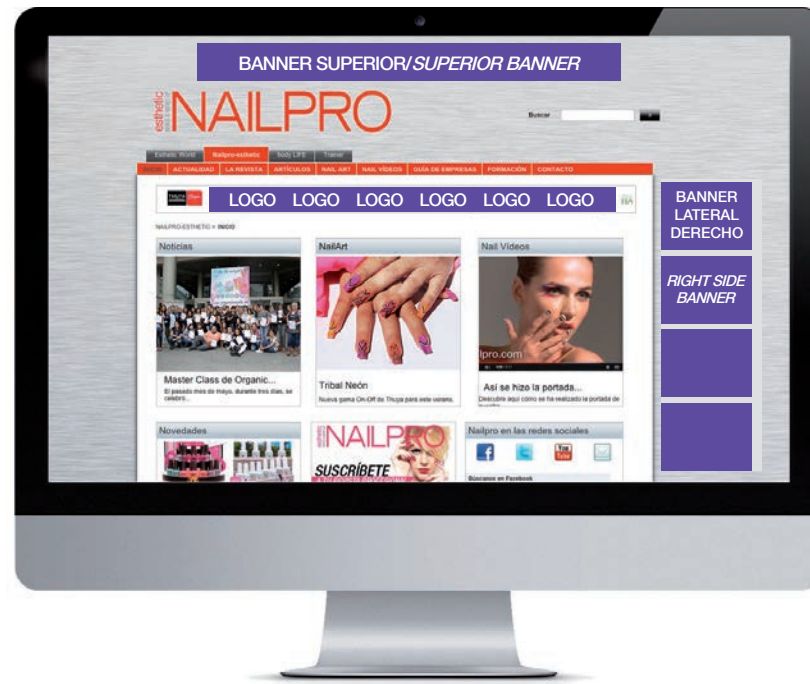 BANNER SUPERIOR/SUPERIOR BANNER
esthetic
NAILPRO
Buscar
Esthetic World Nailpro-esthetic Body LIFE Trainer
INICIO ACTUALIDAD LA REVISTA ARTÍCULOS NAIL ART NAIL VÍDEOS GUÍA DE EMPRESAS FORMACIÓN CONTACTO
LOGO LOGO LOGO LOGO LOGO LOGO
BANNER
LATERAL
DERECHO
RIGHT SIDE
BANNER
NAILPRO-ESTHETIC > INICIO
Noticias NailArt Nail Vídeos
lpro.com
Master Class de Organic...
El pasado mes de mayo, durante tres días, se
celebró...
Tribal Neón
Nueva gama On-Off de Thuya para este verano.
Así se hizo la portada...
Descubre aquí cómo se ha realizado la portada de
Novedades
esthetic
NAILPRO
SUSCRÍBETE
Nailpro en las redes sociales
You
Tube
Búscanos en Facebook